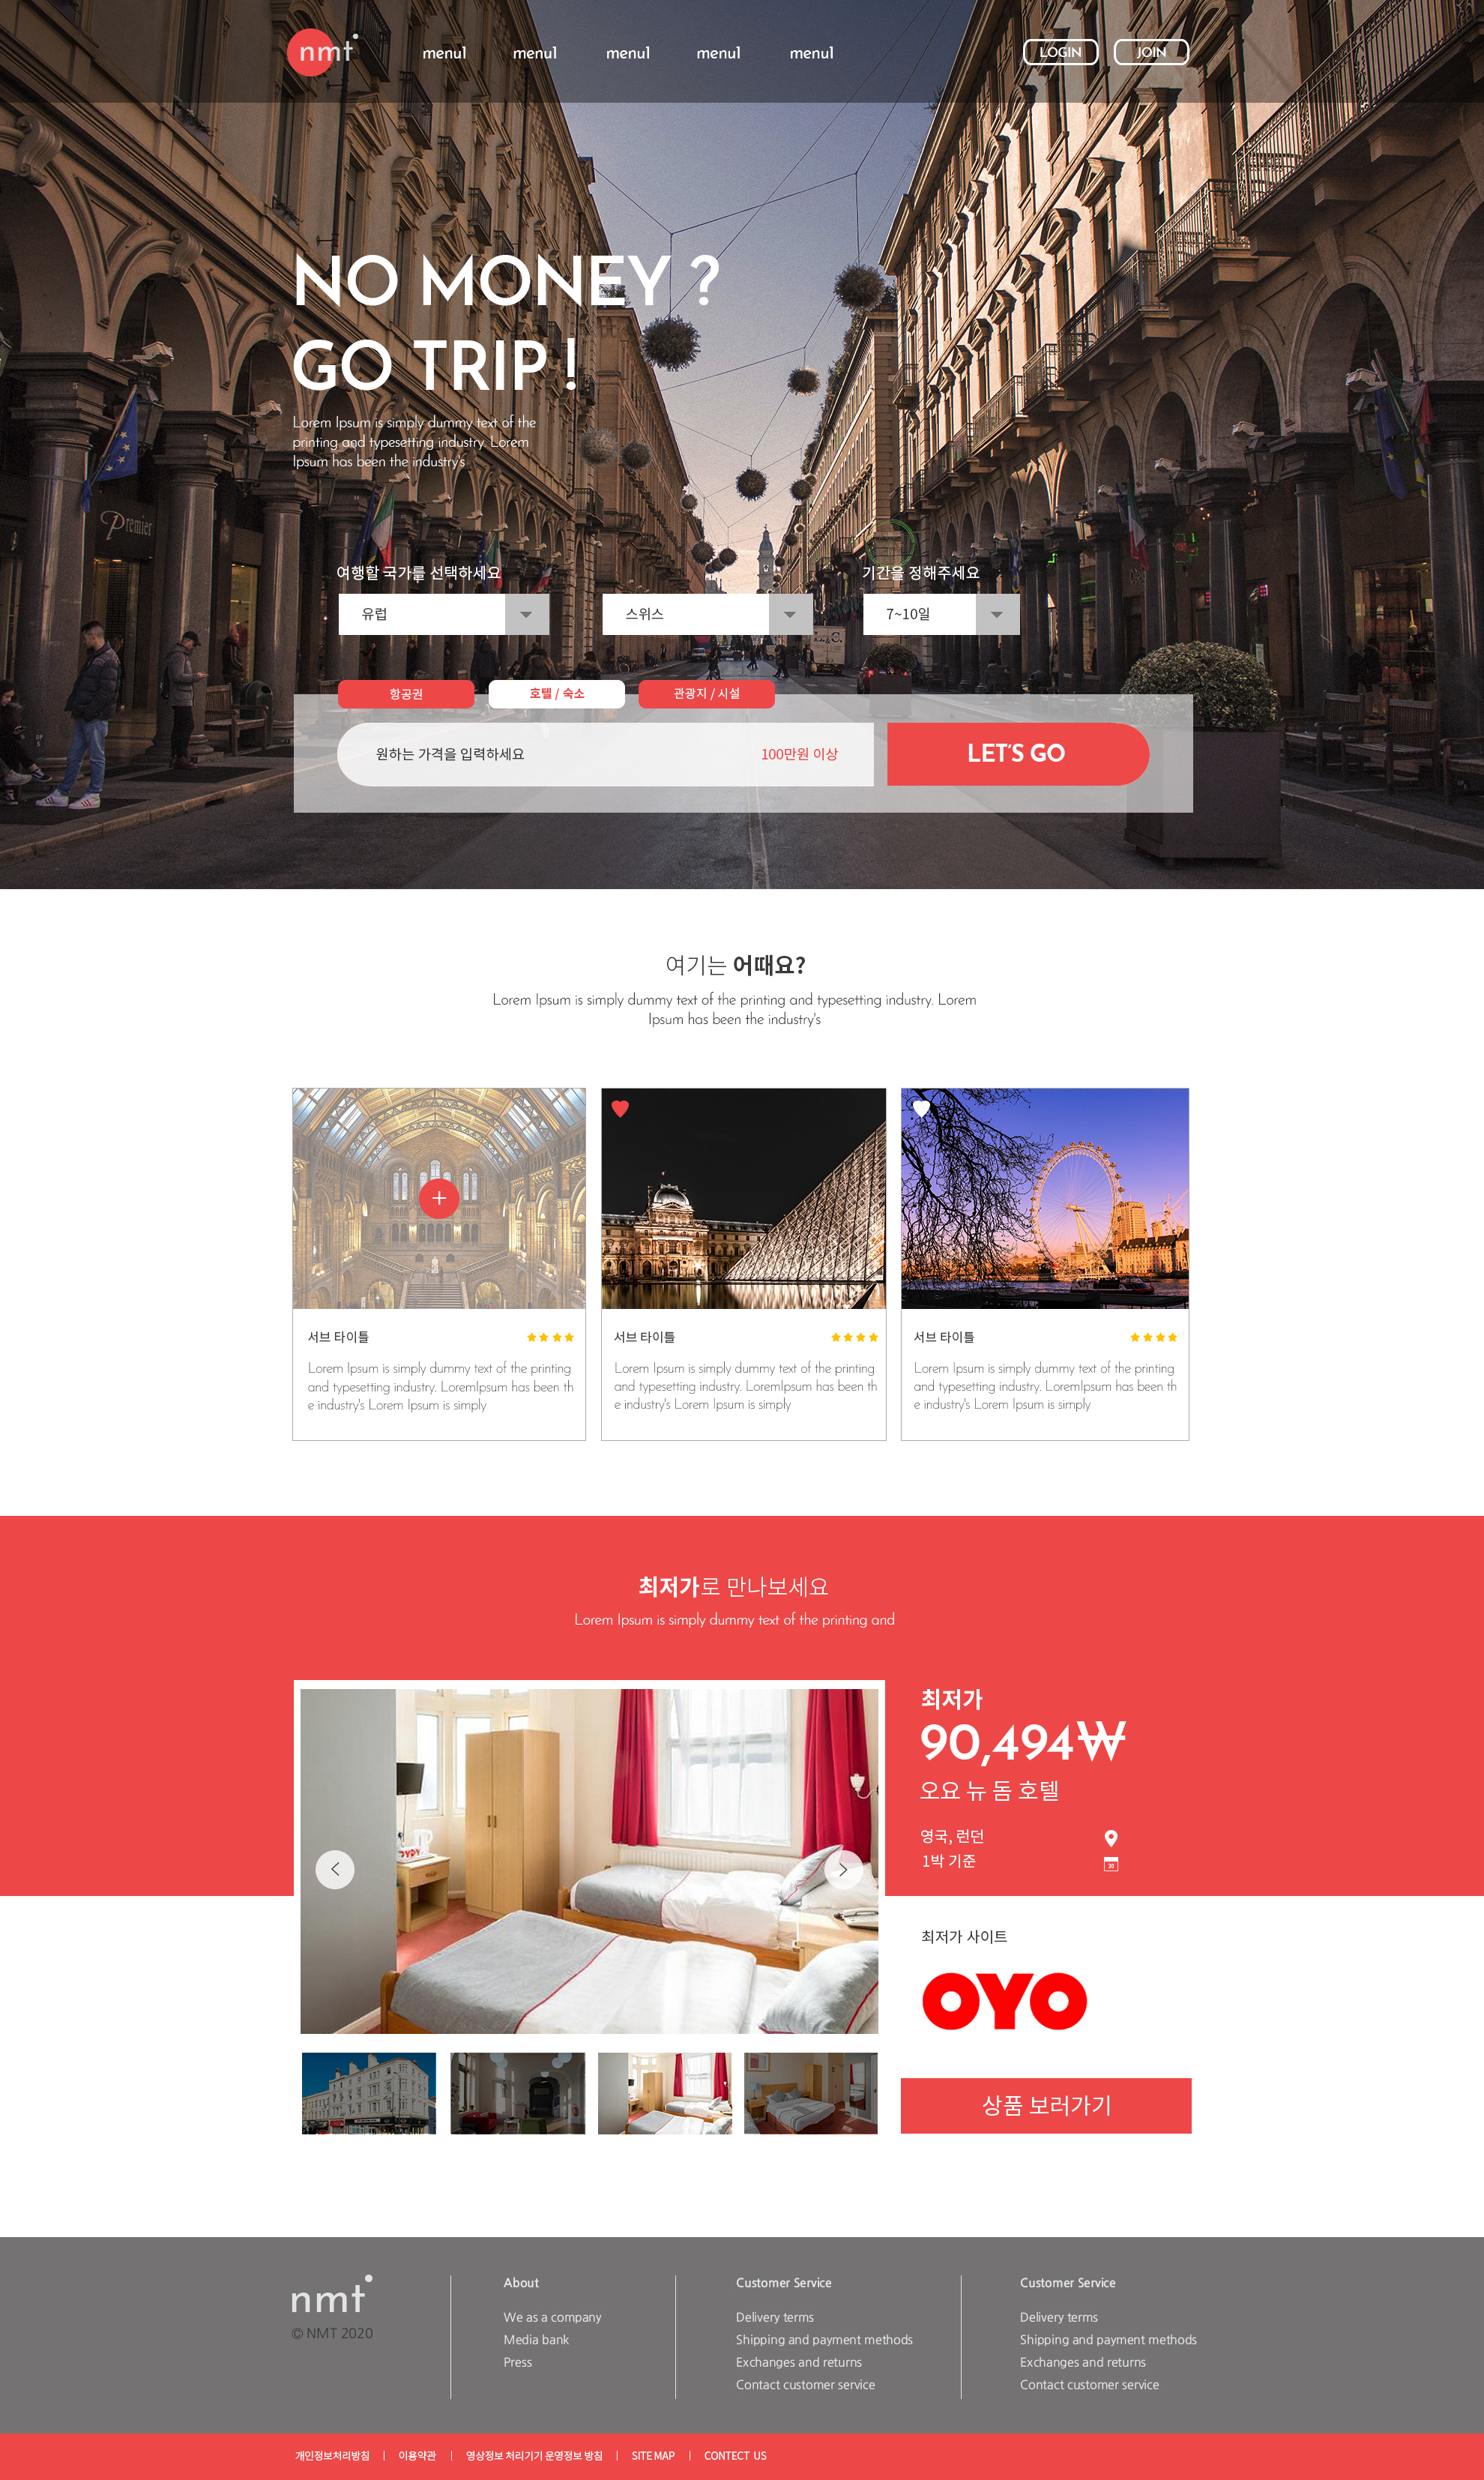 nmt
menu1 menu1 menu1 menu1 menu1
LOGIN JOIN
NO MONEY ?
GO TRIP !
Lorem Ipsum is simply dummy text of the
printing and typesetting industry. Lorem
Ipsum has been the industry's
Premier
여행할 국가를 선택하세요
기간을 정해주세요
유럽
스위스
7~10일
항공권
호텔 / 숙소
관광지 / 시설
원하는 가격을 입력하세요
100만원 이상
LET'S GO
여기는 어때요?
Lorem Ipsum is simply dummy text of the printing and typesetting industry. Lorem
Ipsum has been the industry's
서브 타이틀
Lorem Ipsum is simply dummy text of the printing
and typesetting industry. LoremIpsum has been th
e industry's Lorem Ipsum is simply
서브 타이틀
Lorem Ipsum is simply dummy text of the printing
and typesetting industry. LoremIpsum has been th
e industry's Lorem Ipsum is simply
서브 타이틀
Lorem Ipsum is simply dummy text of the printing
and typesetting industry. LoremIpsum has been th
e industry's Lorem Ipsum is simply
최저가로 만나보세요
Lorem Ipsum is simply dummy text of the printing and
최저가
90,494₩
오요 뉴 돔 호텔
영국, 런던
1박 기준
30
최저가 사이트
OYO
상품 보러가기
nmt
© NMT 2020
About
We as a company
Media bank
Press
Customer Service
Delivery terms
Shipping and payment methods
Exchanges and returns
Contact customer service
Customer Service
Delivery terms
Shipping and payment methods
Exchanges and returns
Contact customer service
개인정보처리방침 | 이용약관 | 영상정보 처리기기 운영정보 방침 | SITE MAP | CONTECT US